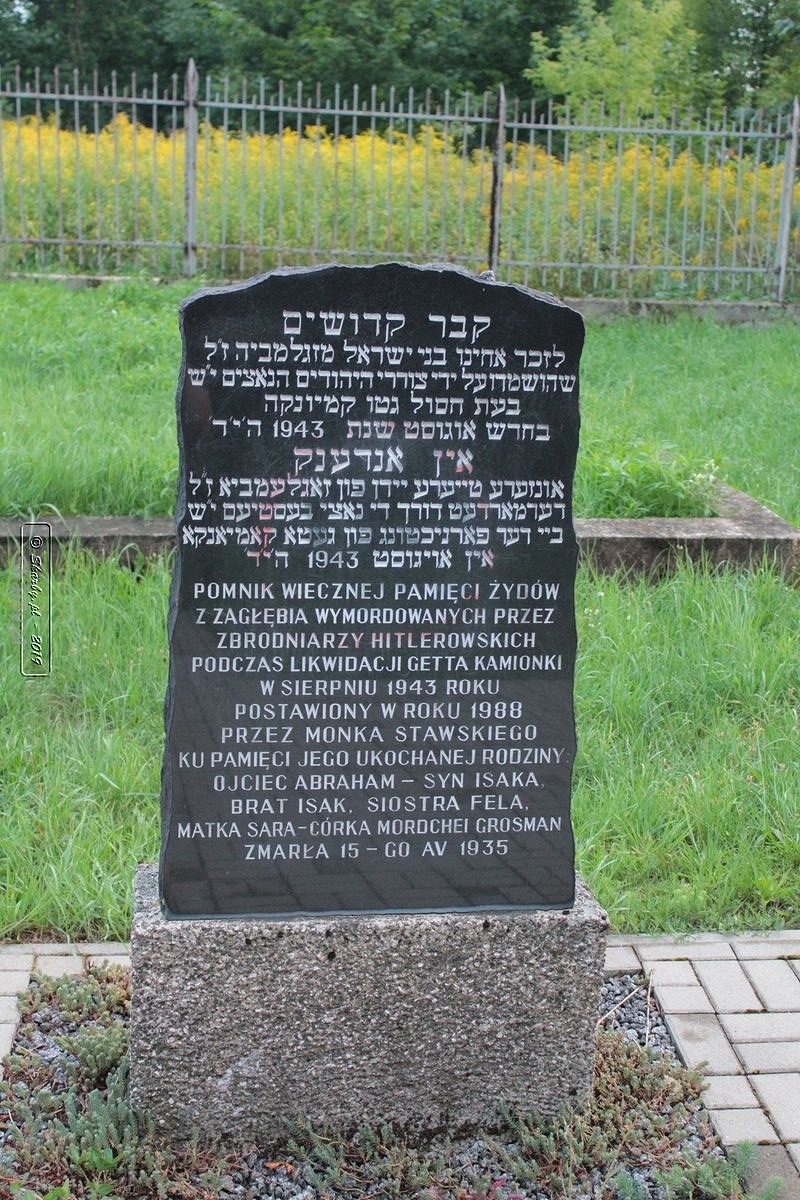 קבר קדושים
לזכר אחינו בני ישראל מזגלמביה ז"ל
שהושמדו על ידי צוררי היהודים הנאצים י"ש
בעת חסול גטו קמיונקה
בחדש אוגוסט שנת 1943 ה'י'ד'
אין אנדענק
אונזערע טייערע יידן פון זאגלעמביא ז"ל
דערמארדעט דורך די נאצי בעסטיעס י"ש
ביי דער פארניכטונג פון געטא קאמיאנקא
אין אויגוסט 1943 הי"ד
POMNIK WIECZNEJ PAMIĘCI ŻYDÓW
Z ZAGŁĘBIA WYMORDOWANYCH PRZEZ
ZBRODNIARZY HITLEROWSKICH
PODCZAS LIKWIDACJI GETTA KAMIONKI
W SIERPNIU 1943 ROKU
POSTAWIONY W ROKU 1988
PRZEZ MONKA STAWSKIEGO
KU PAMIĘCI JEGO UKOCHANEJ RODZINY:
OJCIEC ABRAHAM – SYN ISAKA,
BRAT ISAK, SIOSTRA FELA,
MATKA SARA-CÓRKA MORDCHEI GROSMAN
ZMARŁA 15 – GO AV 1935
© Skarby.pl 2019